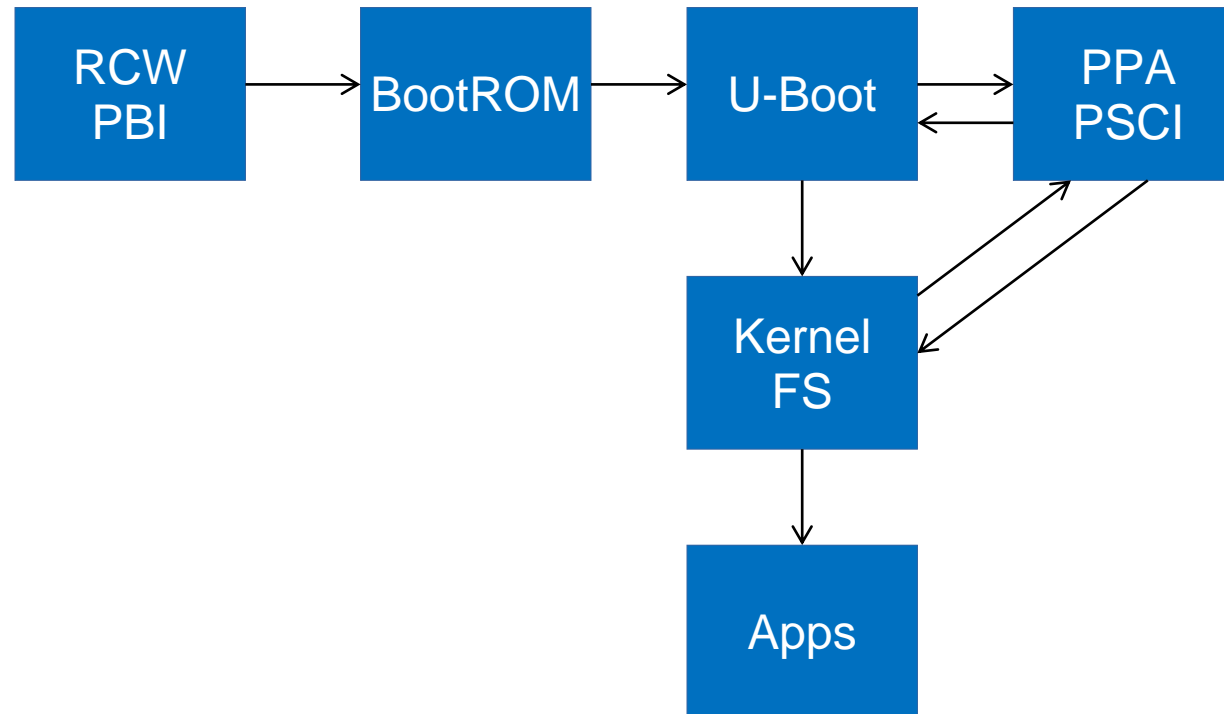 RCW
PBI
BootROM
U-Boot
PPA
PSCI
Kernel
FS
Apps